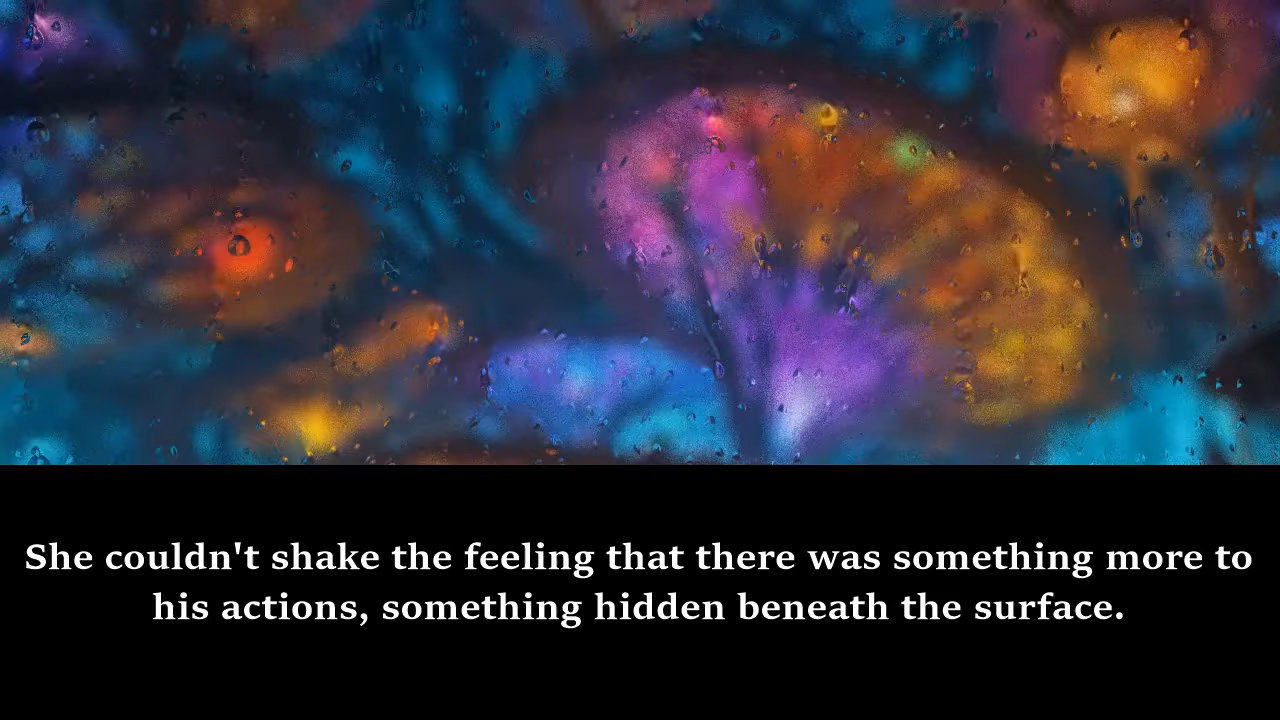 She couldn't shake the feeling that there was something more to
his actions, something hidden beneath the surface.